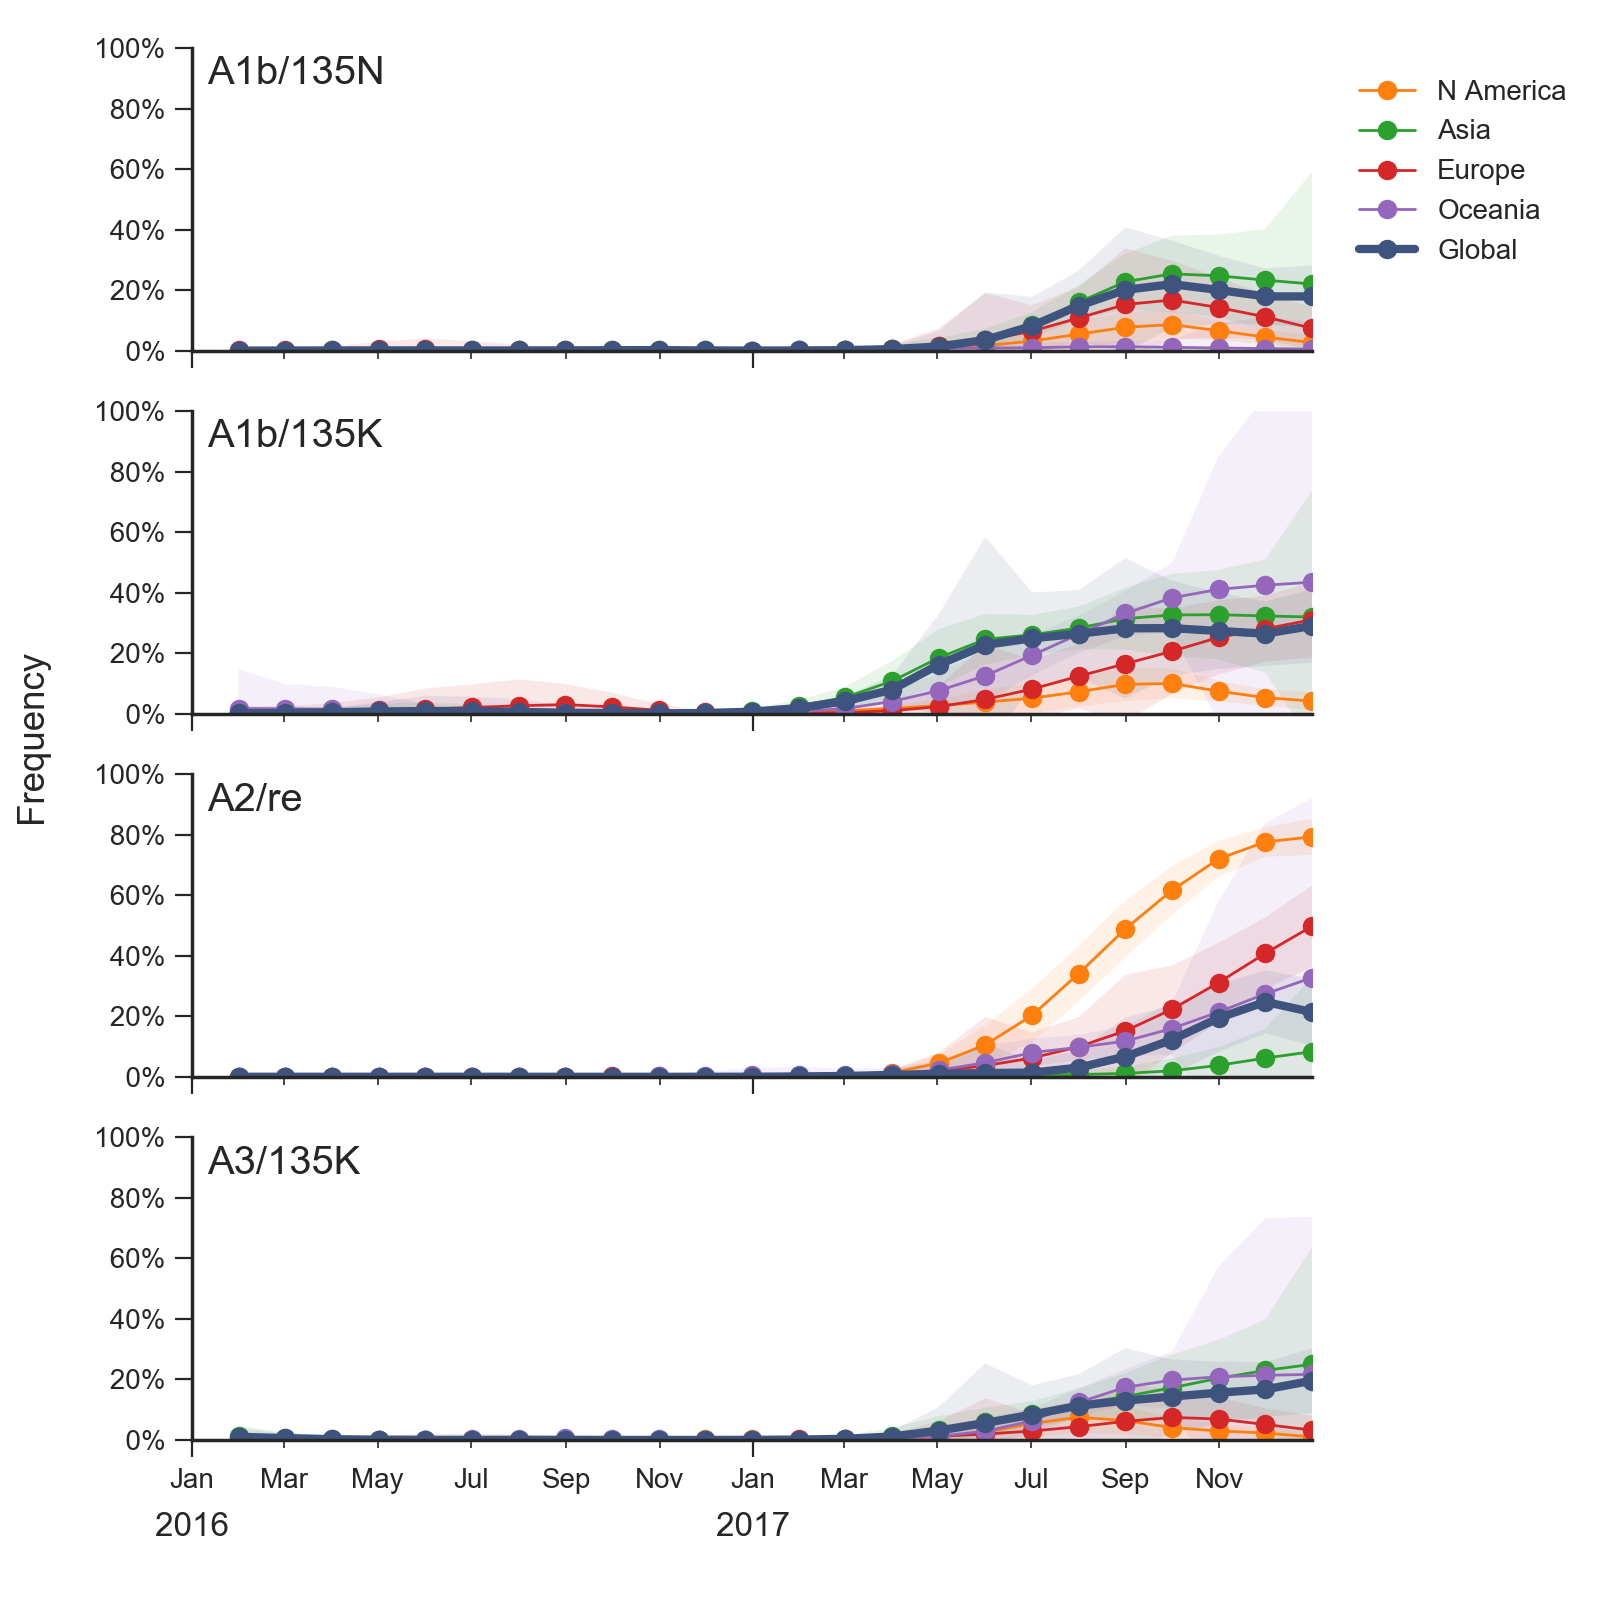 100%
A1b/135N
80%
60%
40%
20%
0%
N America
Asia
Europe
Oceania
Global
100%
A1b/135K
80%
60%
40%
20%
0%
Frequency
100%
A2/re
80%
60%
40%
20%
0%
100%
A3/135K
80%
60%
40%
20%
0%
Jan Mar May Jul Sep Nov Jan Mar May Jul Sep Nov
2016 2017